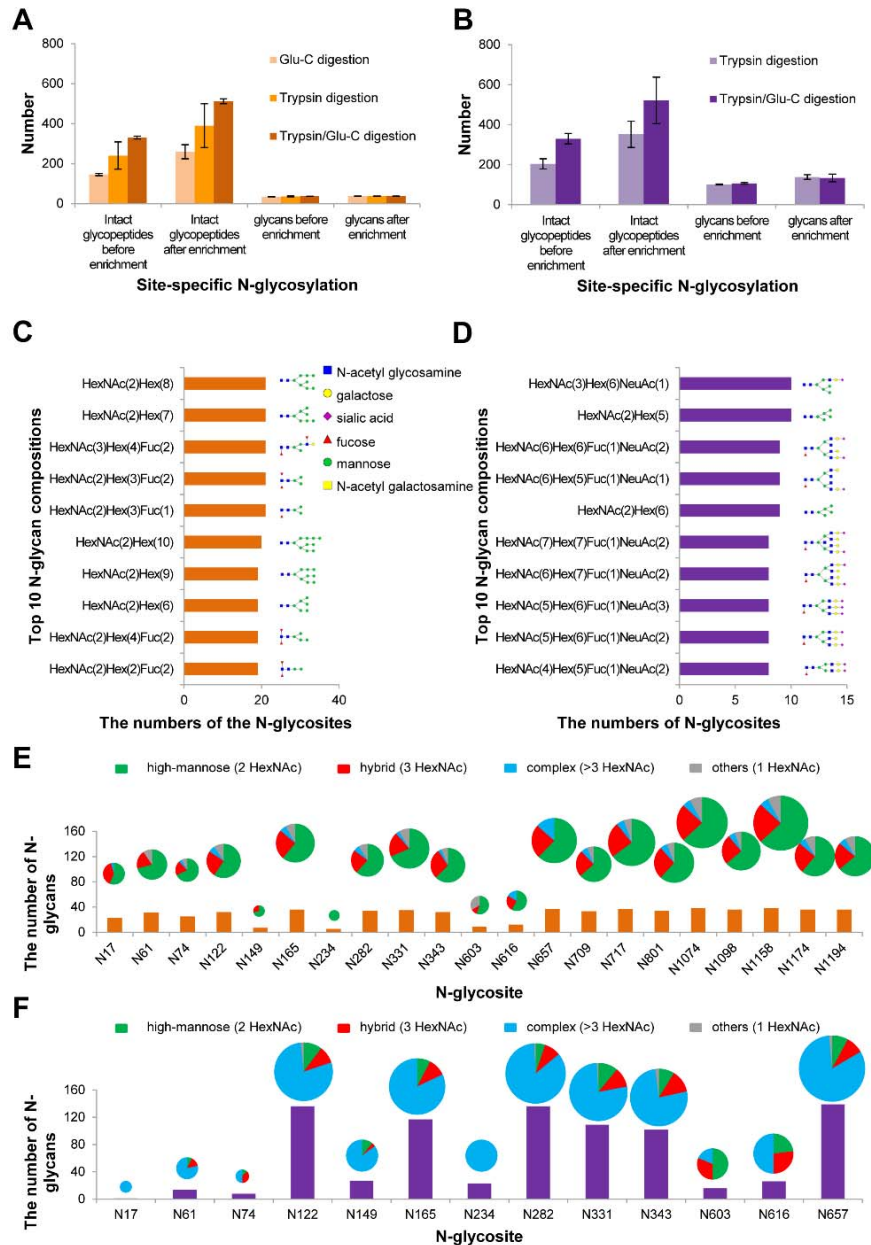 A
800
600
400
200
0
Number
Glu-C digestion
Trypsin digestion
Trypsin/Glu-C digestion
Intact
glycopeptides
before
enrichment
Intact
glycopeptides
after enrichment
glycans before
enrichment
glycans after
enrichment
Site-specific N-glycosylation
B
800
600
400
200
0
Number
Trypsin digestion
Trypsin/Glu-C digestion
Intact
glycopeptides
before
enrichment
Intact
glycopeptides
after enrichment
glycans before
enrichment
glycans after
enrichment
Site-specific N-glycosylation
C
Top 10 N-glycan compositions
HexNAc(2)Hex(8)
HexNAc(2)Hex(7)
HexNAc(3)Hex(4)Fuc(2)
HexNAc(2)Hex(3)Fuc(2)
HexNAc(2)Hex(3)Fuc(1)
HexNAc(2)Hex(10)
HexNAc(2)Hex(9)
HexNAc(2)Hex(6)
HexNAc(2)Hex(4)Fuc(2)
HexNAc(2)Hex(2)Fuc(2)
N-acetyl glycosamine
galactose
sialic acid
fucose
mannose
N-acetyl galactosamine
0 20 40
The numbers of the N-glycosites
D
Top 10 N-glycan compositions
HexNAc(3)Hex(6)NeuAc(1)
HexNAc(2)Hex(5)
HexNAc(6)Hex(6)Fuc(1)NeuAc(2)
HexNAc(6)Hex(5)Fuc(1)NeuAc(1)
HexNAc(2)Hex(6)
HexNAc(7)Hex(7)Fuc(1)NeuAc(2)
HexNAc(6)Hex(7)Fuc(1)NeuAc(2)
HexNAc(5)Hex(6)Fuc(1)NeuAc(3)
HexNAc(5)Hex(6)Fuc(1)NeuAc(2)
HexNAc(4)Hex(5)Fuc(1)NeuAc(2)
0 5 10 15
The numbers of N-glycosites
E
high-mannose (2 HexNAc) hybrid (3 HexNAc) complex (>3 HexNAc) others (1 HexNAc)
The number of N-
glycans
160
120
80
40
0
N17 N61 N74 N122 N149 N165 N234 N282 N331 N343 N603 N616 N657 N709 N717 N801 N1074 N1098 N1158 N1174 N1194
N-glycosite
F
high-mannose (2 HexNAc) hybrid (3 HexNAc) complex (>3 HexNAc) others (1 HexNAc)
The number of N-
glycans
160
120
80
40
0
N17 N61 N74 N122 N149 N165 N234 N282 N331 N343 N603 N616 N657
N-glycosite